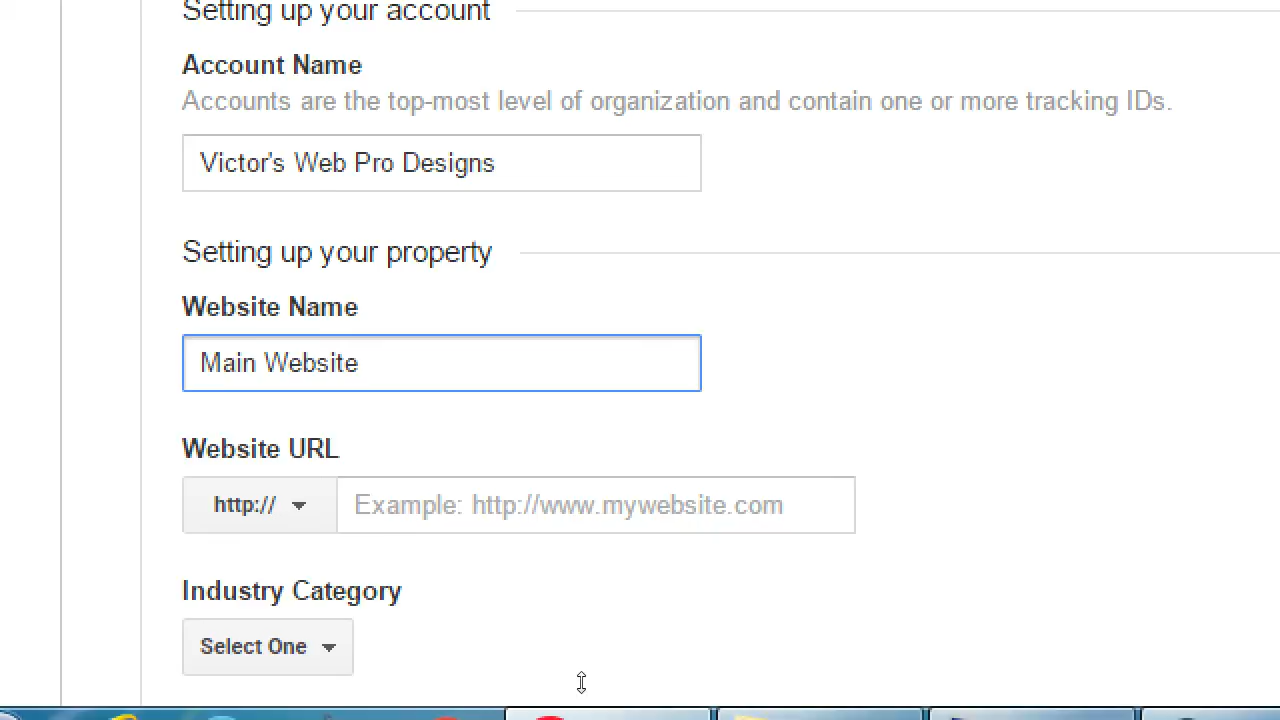 Setting up your account
Account Name
Accounts are the top-most level of organization and contain one or more tracking IDs.
Victor's Web Pro Designs
Setting up your property
Website Name
Main Website
Website URL
http:// Example: http://www.mywebsite.com
Industry Category
Select One